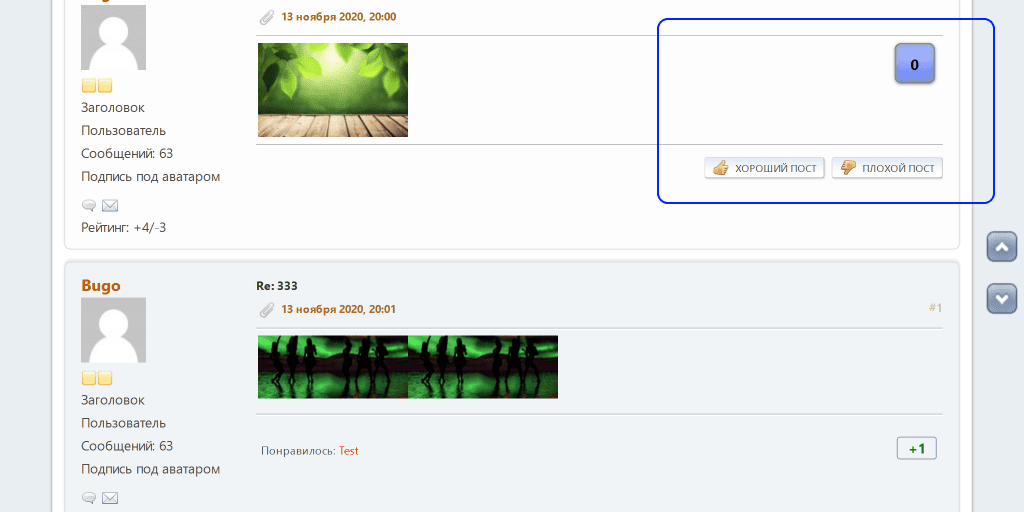 13 ноября 2020, 20:00
0
Заголовок
Пользователь
Сообщений: 63
Подпись под аватаром
ХОРОШИЙ ПОСТ
ПЛОХОЙ ПОСТ
Рейтинг: +4/-3
Bugo
Re: 333
13 ноября 2020, 20:01
#1
Заголовок
Пользователь
Сообщений: 63
Подпись под аватаром
Понравилось: Test
+1